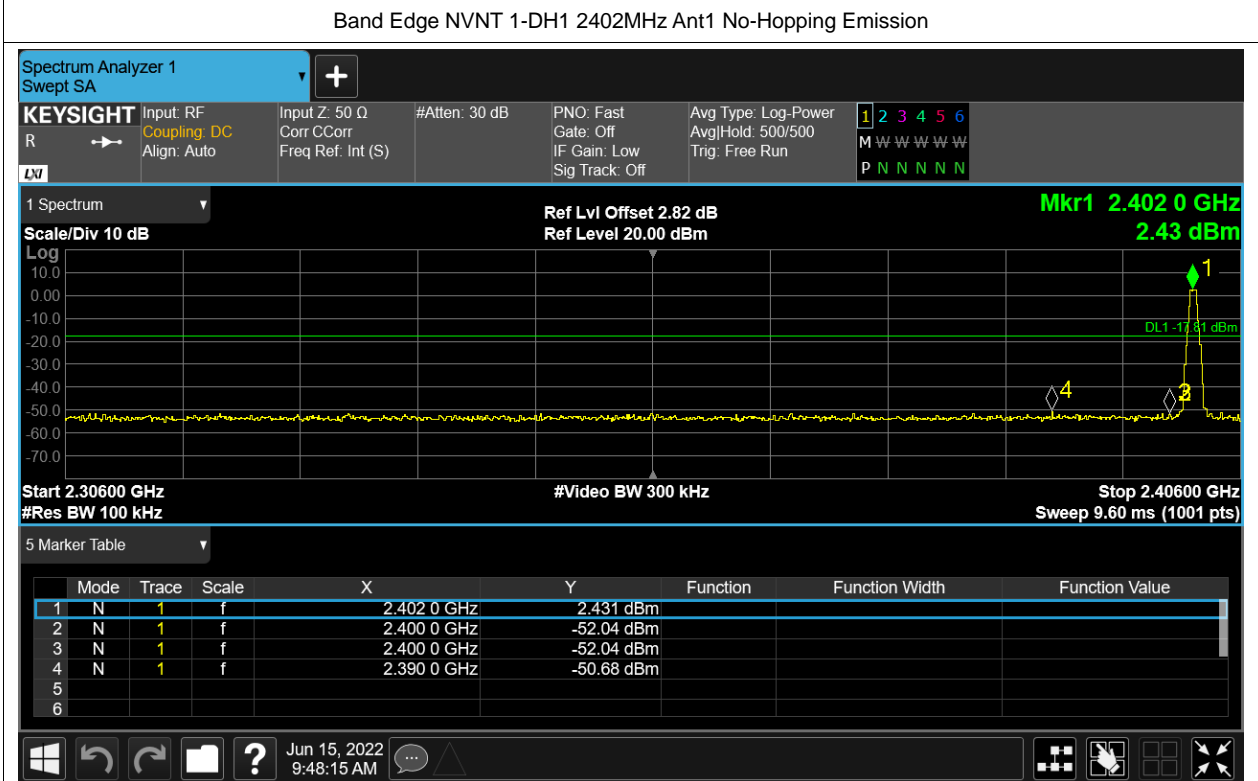 Band Edge NVNT 1-DH1 2402MHz Ant1 No-Hopping Emission
Spectrum Analyzer 1
Swept SA
+
KEYSIGHT Input: RF Input Z: 50 Ω #Atten: 30 dB PNO: Fast Avg Type: Log-Power 1 2 3 4 5 6
R Coupling: DC Corr CCorr Gate: Off Avg|Hold: 500/500 M W W W W W
Align: Auto Freq Ref: Int (S) IF Gain: Low Trig: Free Run
LXI Sig Track: Off P N N N N N
1 Spectrum Ref Lvl Offset 2.82 dB Mkr1 2.402 0 GHz
Scale/Div 10 dB Ref Level 20.00 dBm 2.43 dBm
Log
10.0 1
0.00
-10.0
DL1 -17.81 dBm
-20.0
-30.0
-40.0 4
-50.0
-60.0
-70.0
Start 2.30600 GHz #Video BW 300 kHz Stop 2.40600 GHz
#Res BW 100 kHz Sweep 9.60 ms (1001 pts)
5 Marker Table
Mode Trace Scale X Y Function Function Width Function Value
1 N 1 f 2.402 0 GHz 2.431 dBm
2 N 1 f 2.400 0 GHz -52.04 dBm
3 N 1 f 2.400 0 GHz -52.04 dBm
4 N 1 f 2.390 0 GHz -50.68 dBm
5
6
? Jun 15, 2022
9:48:15 AM